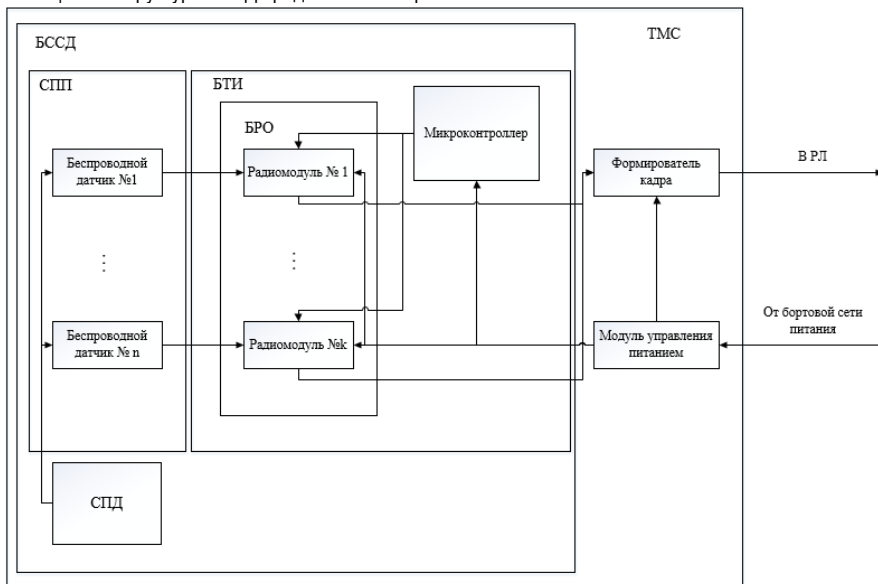 ТМС
БССД
СПП
БТИ
БРО
Микроконтроллер
Беспроводной
датчик №1
Радиомодуль № 1
Формирователь
кадра
В РЛ
⋮
⋮
Беспроводной
датчик № n
Радиомодуль №k
Модуль управления
питанием
От бортовой сети
питания
СПД